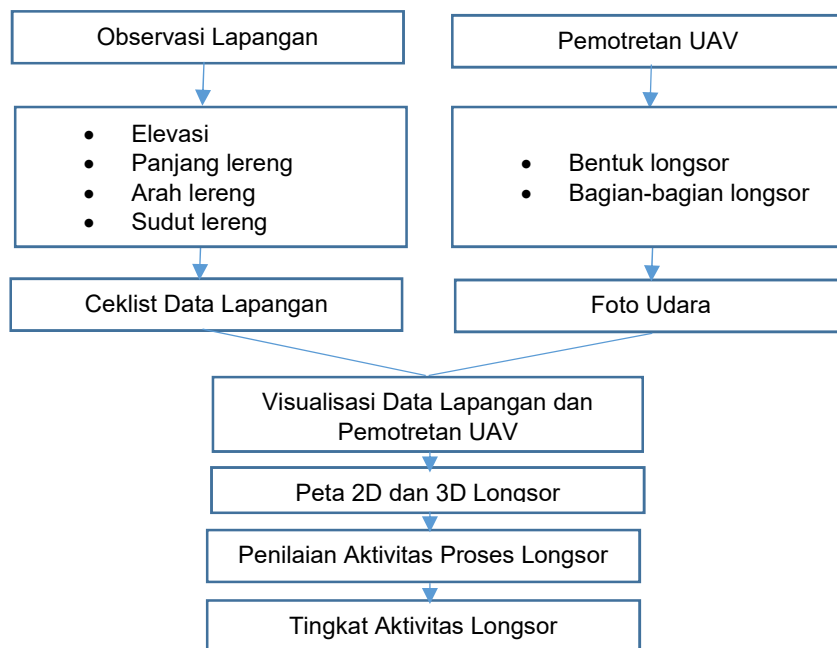 Observasi Lapangan
Pemotretan UAV
• Elevasi
• Panjang lereng
• Arah lereng
• Sudut lereng
• Bentuk longsor
• Bagian-bagian longsor
Ceklist Data Lapangan
Foto Udara
Visualisasi Data Lapangan dan
Pemotretan UAV
Peta 2D dan 3D Longsor
Penilaian Aktivitas Proses Longsor
Tingkat Aktivitas Longsor